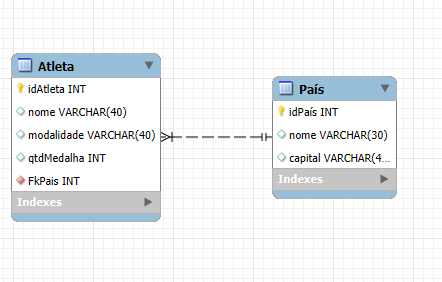 Atleta
idAtleta INT
nome VARCHAR(40)
modalidade VARCHAR(40)
qtdMedalha INT
FkPais INT
Indexes
País
idPaís INT
nome VARCHAR(30)
capital VARCHAR(4...
Indexes